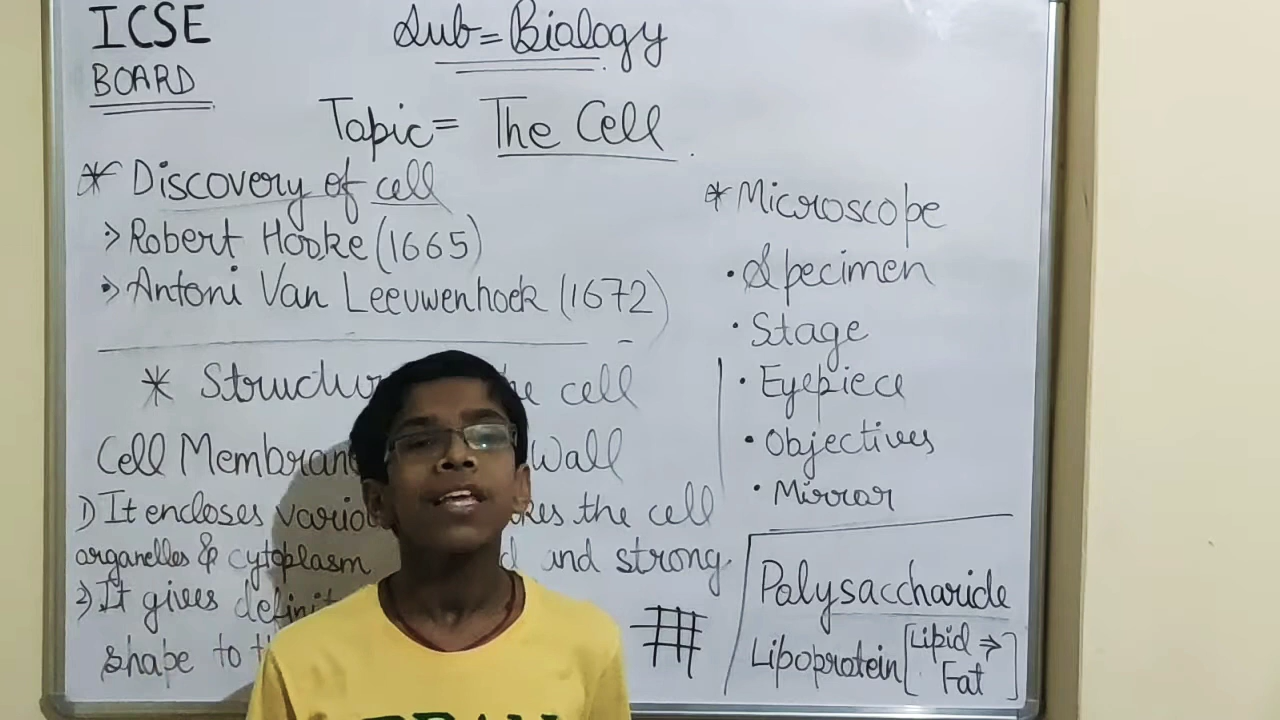 ICSE
BOARD
Sub = Biology
Topic = The Cell
* Discovery of cell
> Robert Hooke (1665)
> Antoni Van Leeuwenhoek (1672)
* cell
Cell Membrane Wall
1) It encloses the cell
organelles & cytoplasm and strong
2) It gives
shape to
* Microscope
• Specimen
• Stage
• Eyepiece
• Objectives
• Mirror
Polysaccharide
Lipoprotein [Lipid ⇒ Fat]